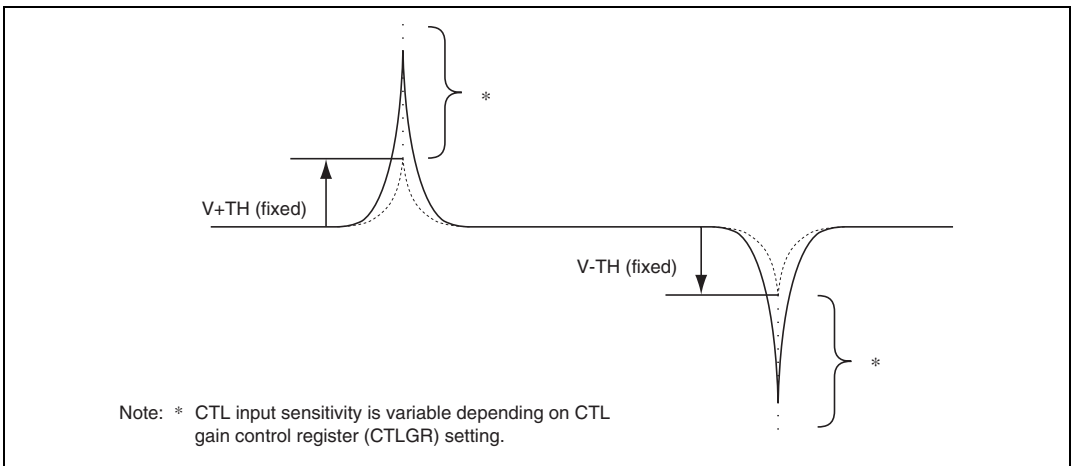 *
V+TH (fixed)
V-TH (fixed)
*
Note: * CTL input sensitivity is variable depending on CTL
gain control register (CTLGR) setting.